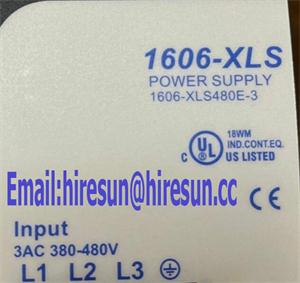 1606-XLS
POWER SUPPLY
1606-XLS480E-3
18WM
IND.CONT.EQ.
C UL US LISTED
Email:hiresun@hiresun.cc
CE
Input
3AC 380-480V
L1 L2 L3